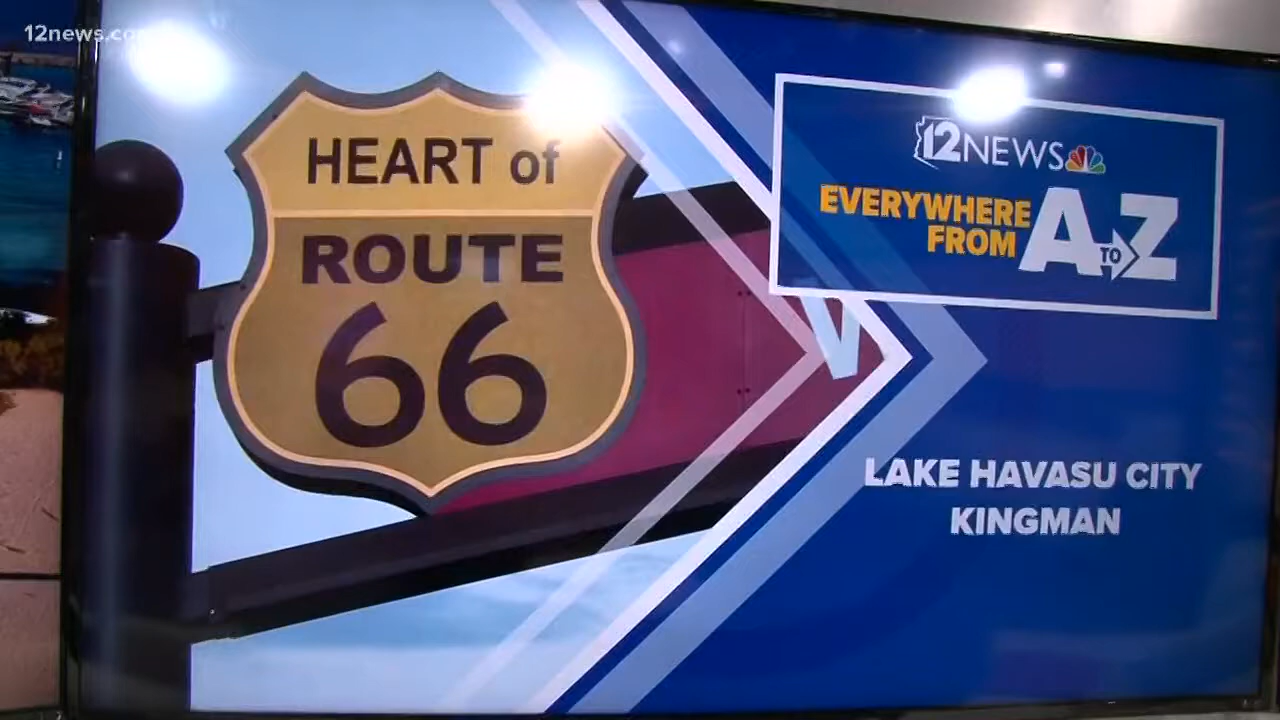 12news.com
HEART of
ROUTE
66
12NEWS
EVERYWHERE
FROM
A TO Z
LAKE HAVASU CITY
KINGMAN